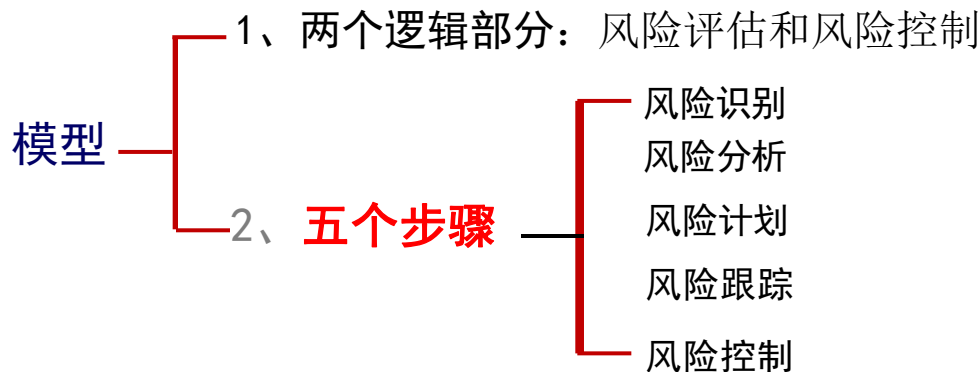 1、两个逻辑部分：风险评估和风险控制
模型
2、五个步骤
风险识别
风险分析
风险计划
风险跟踪
风险控制